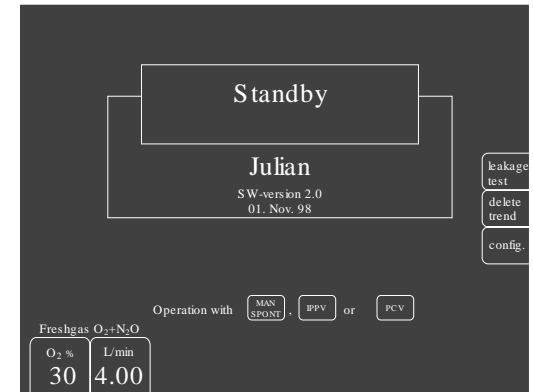 Standby
Julian
SW-version 2.0
01. Nov. 98
leakage
test
delete
trend
config.
Operation with MAN SPONT , IPPV or PCV
Freshgas O₂+N₂O
O₂ % L/min
30 4.00